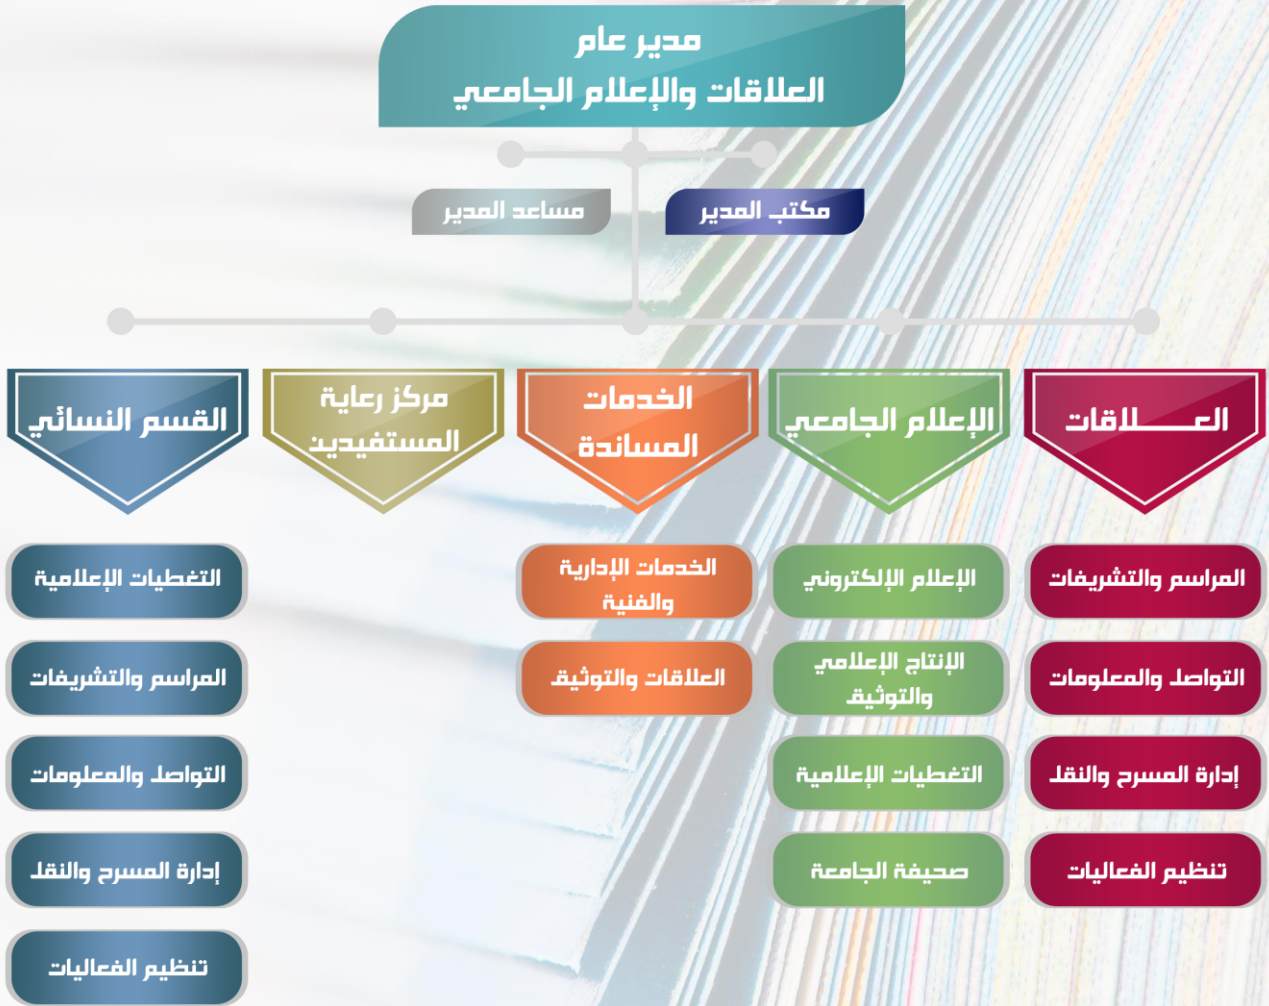 مدير عام
العلاقات والإعلام الجامعي
مكتب المدير
مساعد المدير
العـــــلاقات
المراسم والتشريفات
التواصل والمعلومات
إدارة المسرح والنقل
تنظيم الفعاليات
الإعلام الجامعي
الإعلام الإلكتروني
الإنتاج الإعلامي
والتوثيق
التغطيات الإعلامية
صحيفة الجامعة
الخدمات
المساندة
الخدمات الإدارية
والفنية
العلاقات والتوثيق
مركز رعاية
المستفيدين
القسم النسائي
التغطيات الإعلامية
المراسم والتشريفات
التواصل والمعلومات
إدارة المسرح والنقل
تنظيم الفعاليات